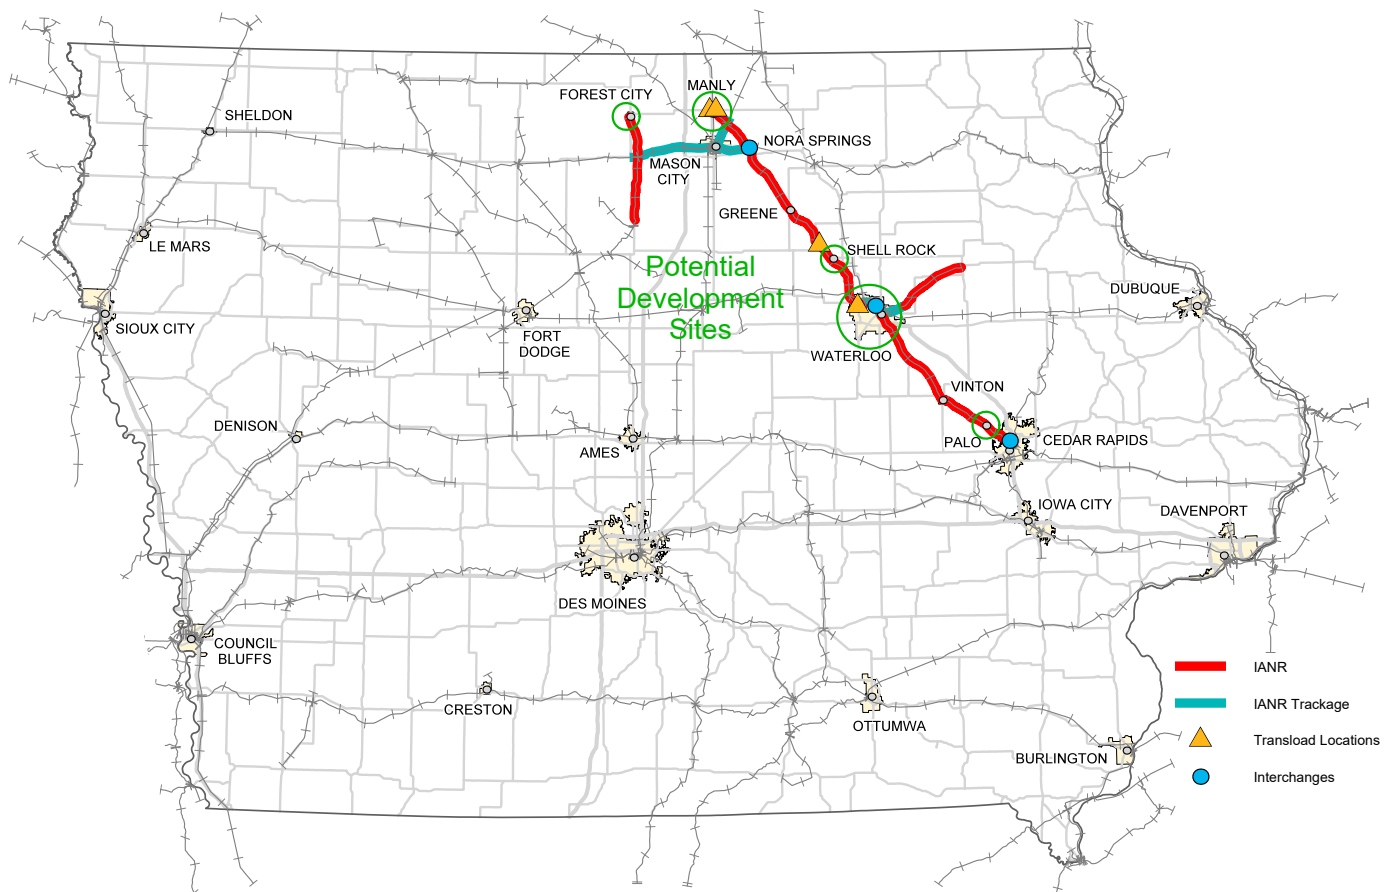 MANLY
FOREST CITY
SHELDON
NORA SPRINGS
MASON
CITY
GREENE
LE MARS
SHELL ROCK
Potential
Development
Sites
DUBUQUE
SIOUX CITY
FORT
DODGE
WATERLOO
VINTON
DENISON
PALO
CEDAR RAPIDS
AMES
IOWA CITY
DAVENPORT
DES MOINES
COUNCIL
BLUFFS
IANR
CRESTON
IANR Trackage
OTTUMWA
Transload Locations
BURLINGTON
Interchanges